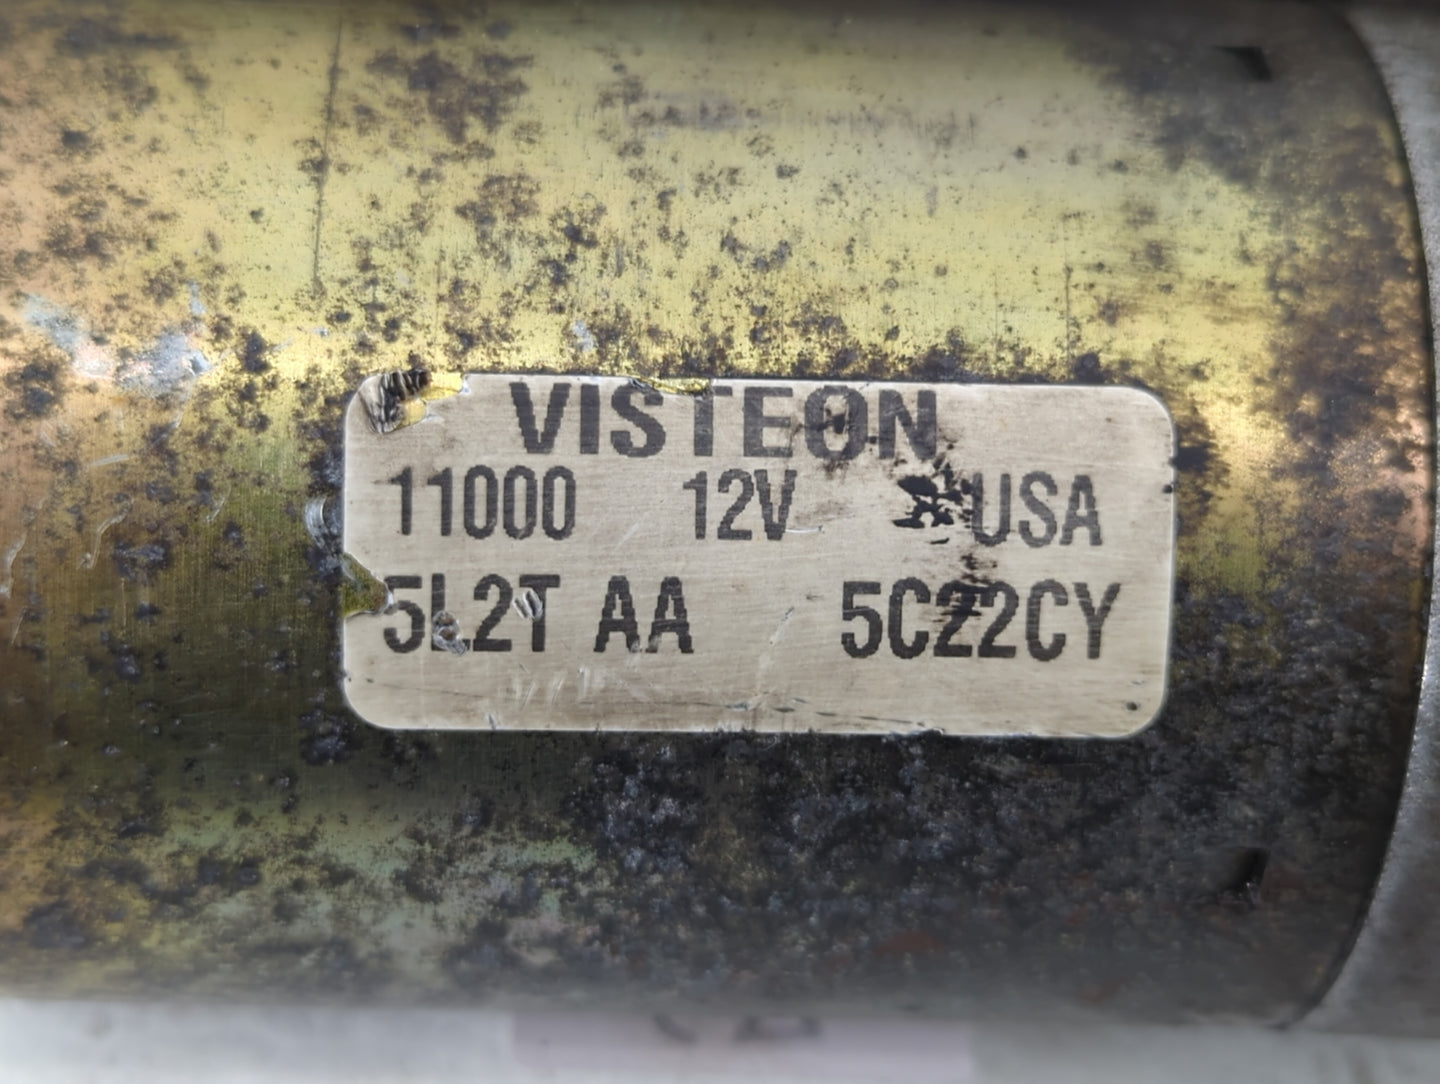 VISTEON
11000 12V USA
5L2T AA 5C22CY